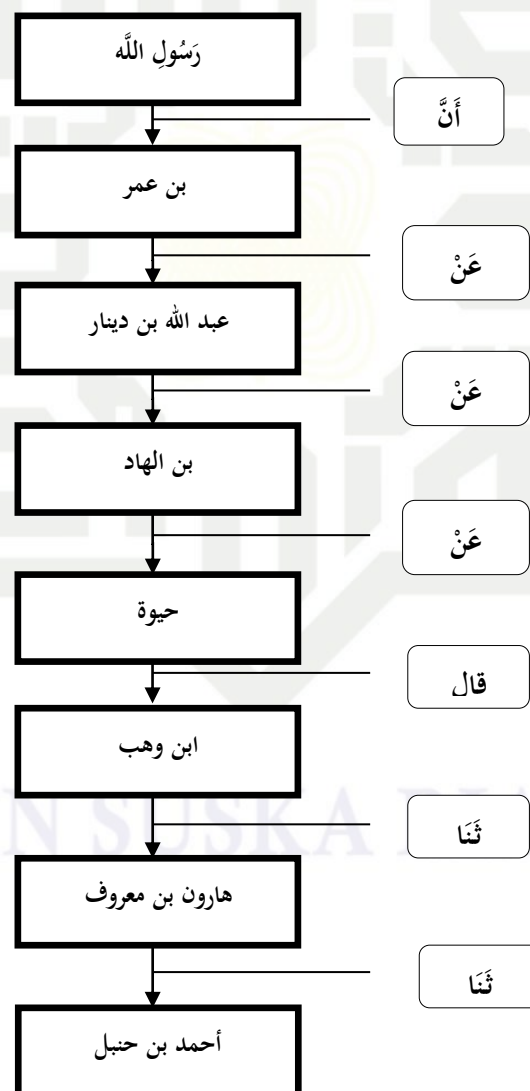 رَسُولِ اللَّه
أَنَّ
بن عمر
عَنْ
عبد الله بن دينار
عَنْ
بن الهاد
عَنْ
حيوة
قال
ابن وهب
ثَنَا
هارون بن معروف
ثَنَا
أحمد بن حنبل
N SUSKA